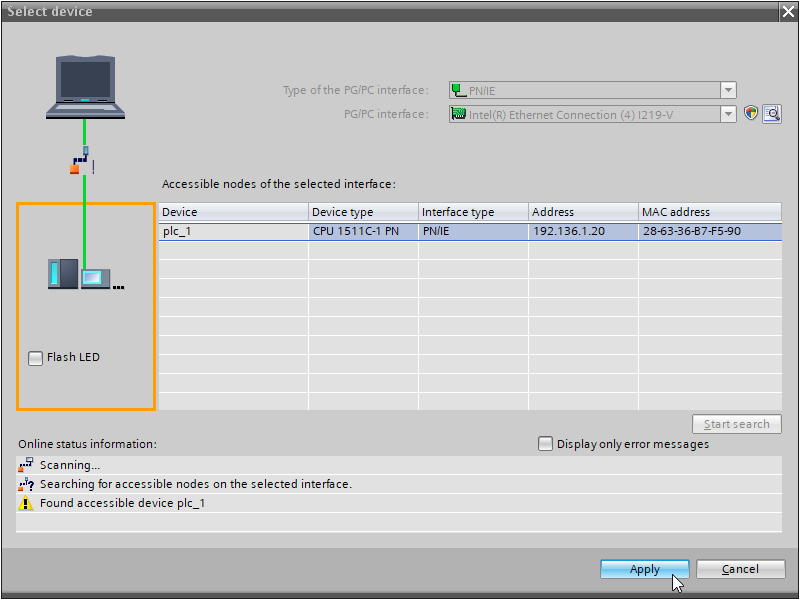 Select device
Type of the PG/PC interface:
PN/IE
PG/PC interface:
Intel(R) Ethernet Connection (4) I219-V
Accessible nodes of the selected interface:
Device Device type Interface type Address MAC address
plc_1 CPU 1511C-1 PN PN/IE 192.136.1.20 28-63-36-B7-F5-90
Flash LED
Start search
Online status information:
Display only error messages
Scanning...
Searching for accessible nodes on the selected interface.
Found accessible device plc_1
Apply
Cancel